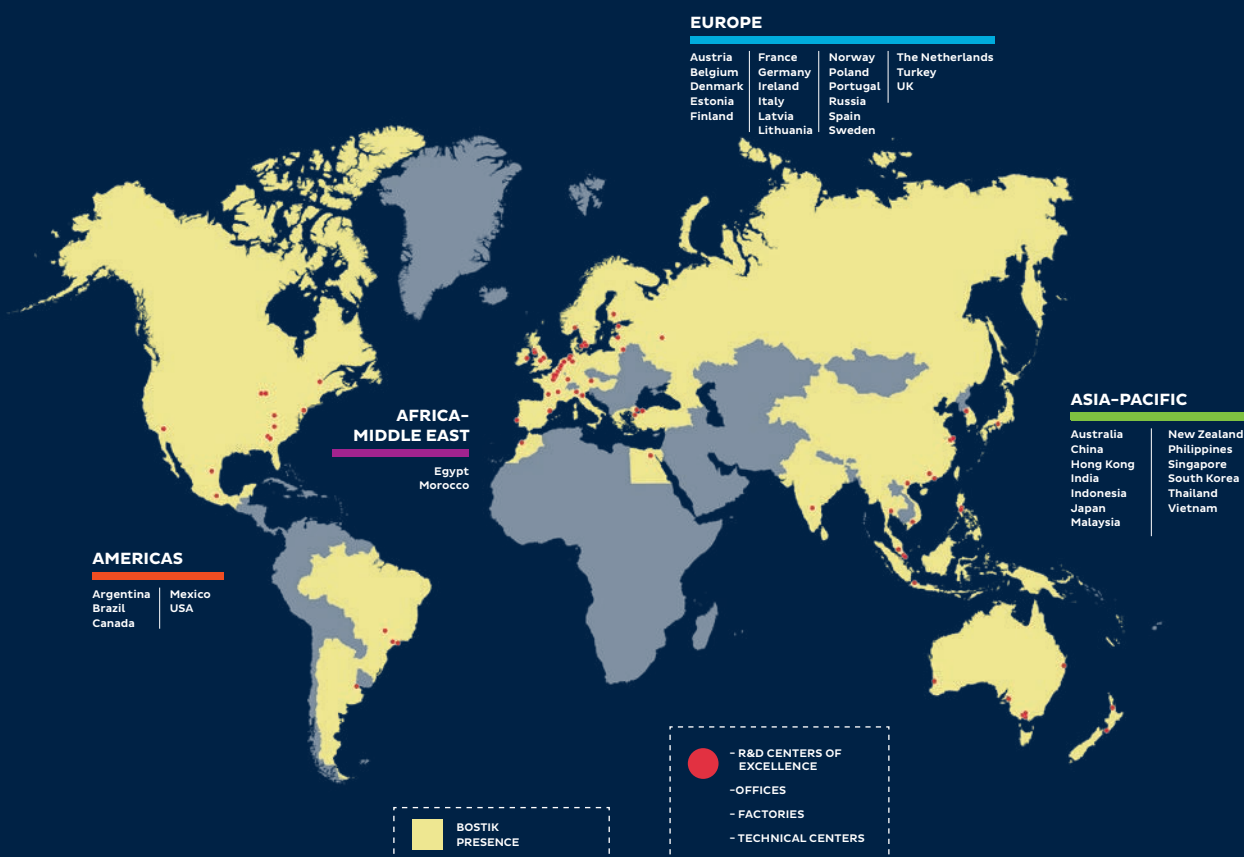 EUROPE
Austria
Belgium
Denmark
Estonia
Finland
France
Germany
Ireland
Italy
Latvia
Lithuania
Norway
Poland
Portugal
Russia
Spain
Sweden
The Netherlands
Turkey
UK
AFRICA-
MIDDLE EAST
Egypt
Morocco
ASIA-PACIFIC
Australia
China
Hong Kong
India
Indonesia
Japan
Malaysia
New Zealand
Philippines
Singapore
South Korea
Thailand
Vietnam
AMERICAS
Argentina
Brazil
Canada
Mexico
USA
- R&D CENTERS OF
EXCELLENCE
-OFFICES
- FACTORIES
- TECHNICAL CENTERS
BOSTIK
PRESENCE